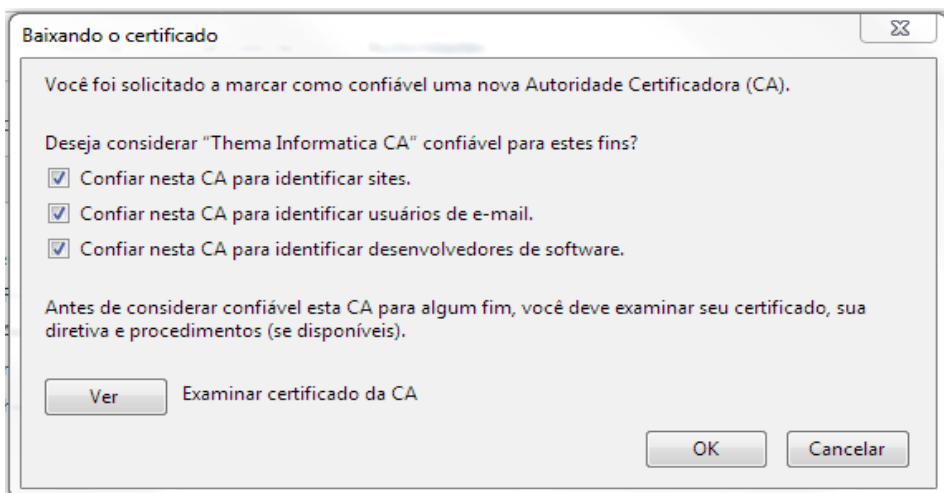 Baixando o certificado
Você foi solicitado a marcar como confiável uma nova Autoridade Certificadora (CA).
Deseja considerar "Thema Informatica CA" confiável para estes fins?
Confiar nesta CA para identificar sites.
Confiar nesta CA para identificar usuários de e-mail.
Confiar nesta CA para identificar desenvolvedores de software.
Antes de considerar confiável esta CA para algum fim, você deve examinar seu certificado, sua
diretiva e procedimentos (se disponíveis).
Ver Examinar certificado da CA
OK Cancelar